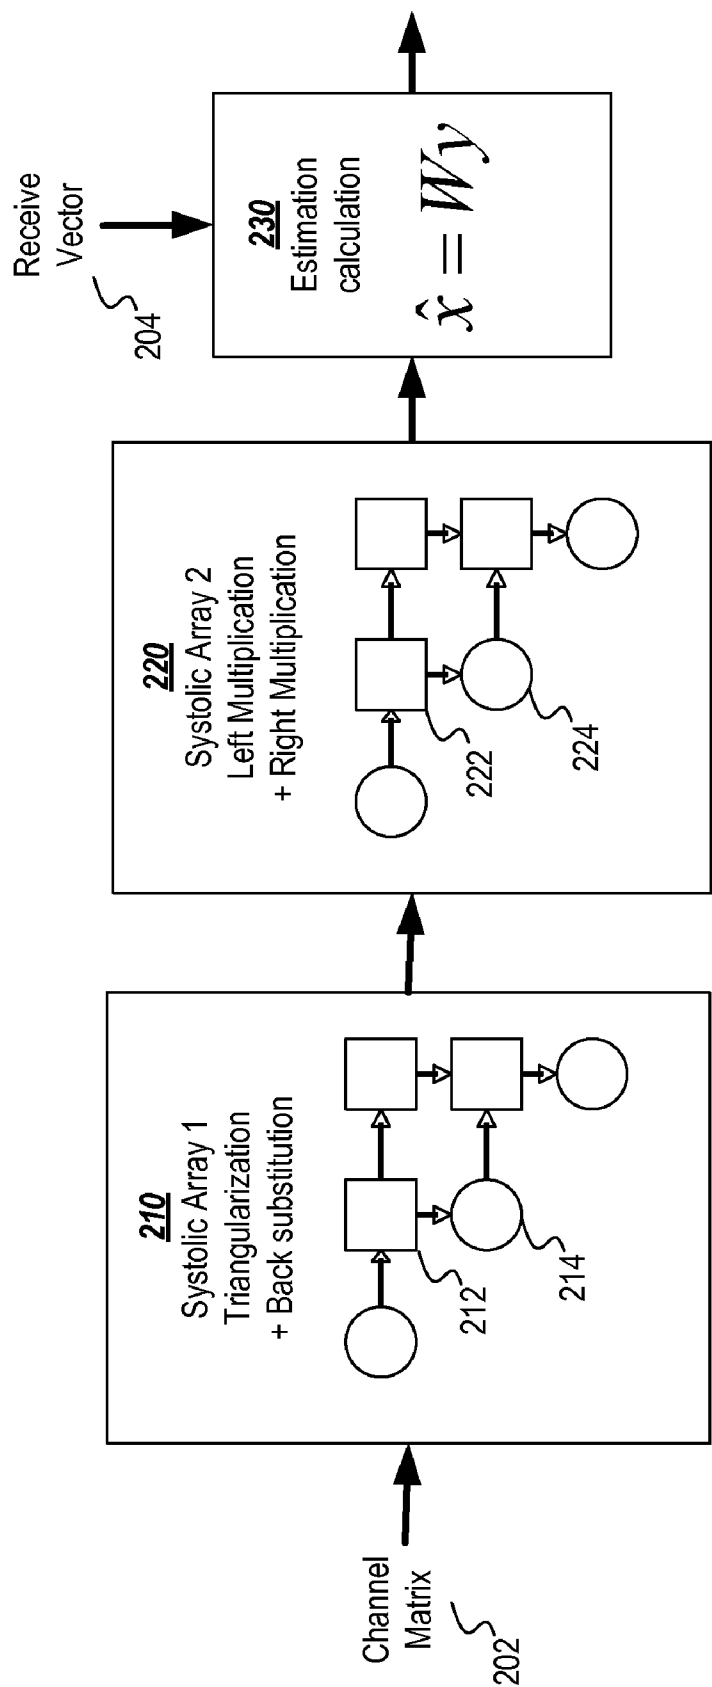 Channel
Matrix
202
210
Systolic Array 1
Triangularization
+ Back substitution
212
214
220
Systolic Array 2
Left Multiplication
+ Right Multiplication
222
224
Receive
Vector
204
230
Estimation
calculation
x̂ = Wy